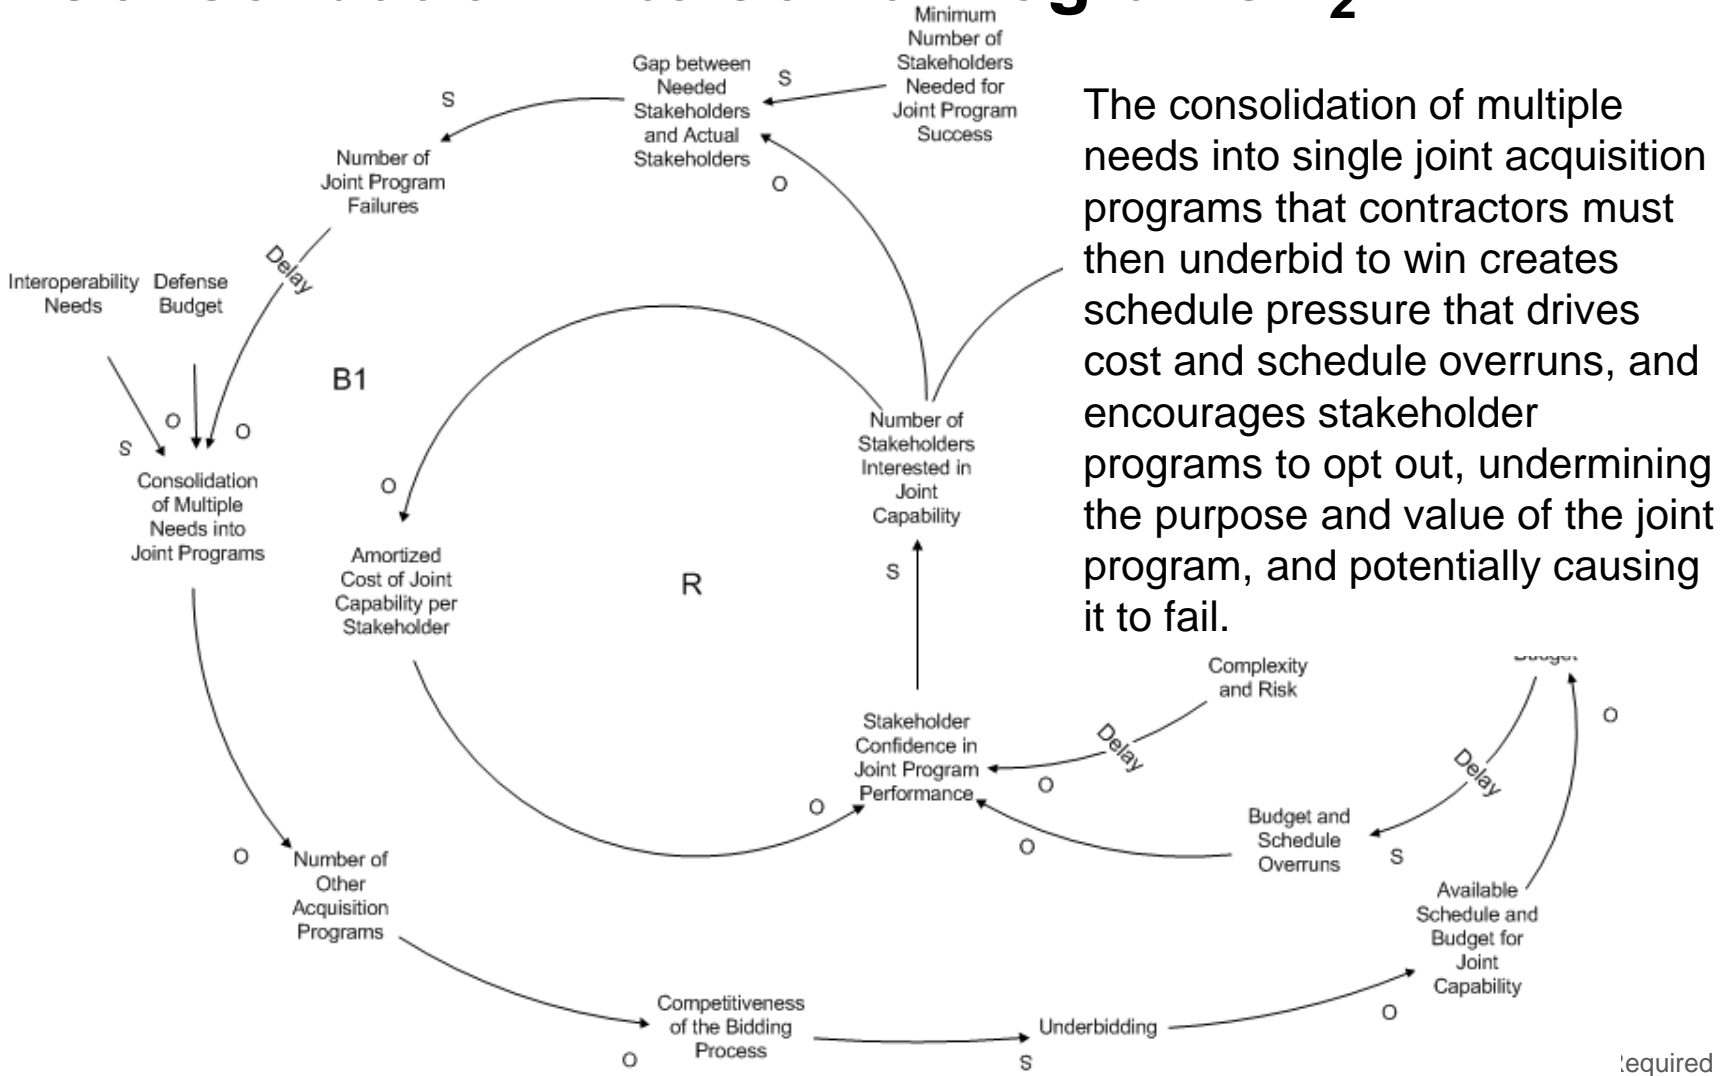 2
Minimum
Number of
Stakeholders
Needed for
Joint Program
Success
Gap between
Needed
Stakeholders
and Actual
Stakeholders
S
S
O
Number of
Joint Program
Failures
Delay
Interoperability
Needs
Defense
Budget
B1
S
O
O
Consolidation
of Multiple
Needs into
Joint Programs
O
Amortized
Cost of Joint
Capability per
Stakeholder
R
Number of
Stakeholders
Interested in
Joint
Capability
S
The consolidation of multiple
needs into single joint acquisition
programs that contractors must
then underbid to win creates
schedule pressure that drives
cost and schedule overruns, and
encourages stakeholder
programs to opt out, undermining
the purpose and value of the joint
program, and potentially causing
it to fail.
Complexity
and Risk
Budget
O
Delay
Delay
Stakeholder
Confidence in
Joint Program
Performance
O
O
O
Budget and
Schedule
Overruns
S
Available
Schedule and
Budget for
Joint
Capability
O
Number of
Other
Acquisition
Programs
O
Competitiveness
of the Bidding
Process
S
Underbidding
O